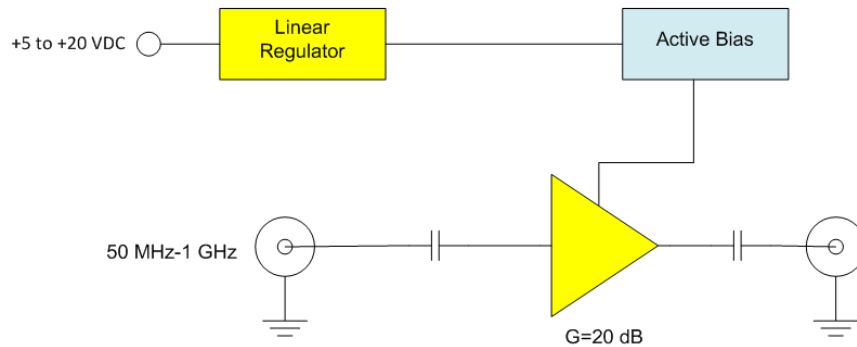 +5 to +20 VDC
Linear
Regulator
Active Bias
50 MHz-1 GHz
G=20 dB